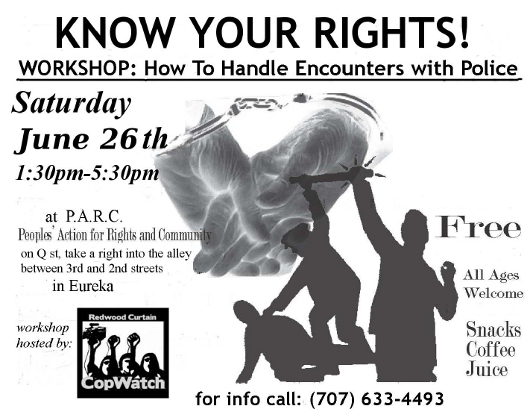 KNOW YOUR RIGHTS!
WORKSHOP: How To Handle Encounters with Police
Saturday
June 26th
1:30pm-5:30pm
at P.A.R.C.
Peoples' Action for Rights and Community
on Q st, take a right into the alley
between 3rd and 2nd streets
in Eureka
workshop
hosted by:
Redwood Curtain
CopWatch
Free
All Ages
Welcome
Snacks
Coffee
Juice
for info call: (707) 633-4493